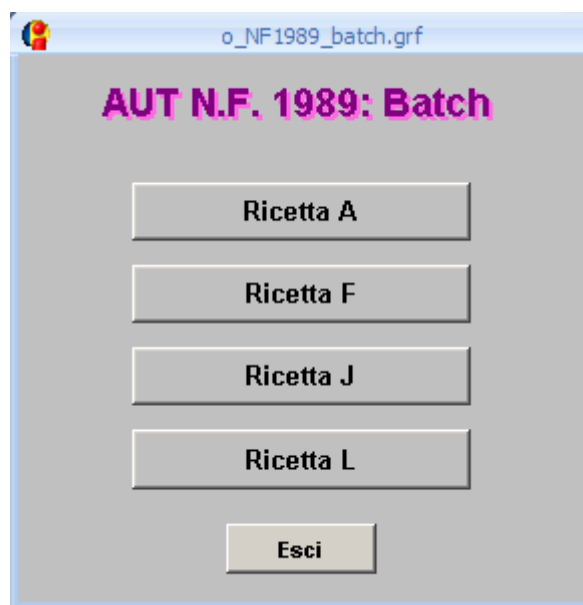 o_NF1989_batch.grf
AUT N.F. 1989: Batch
Ricetta A
Ricetta F
Ricetta J
Ricetta L
Esci